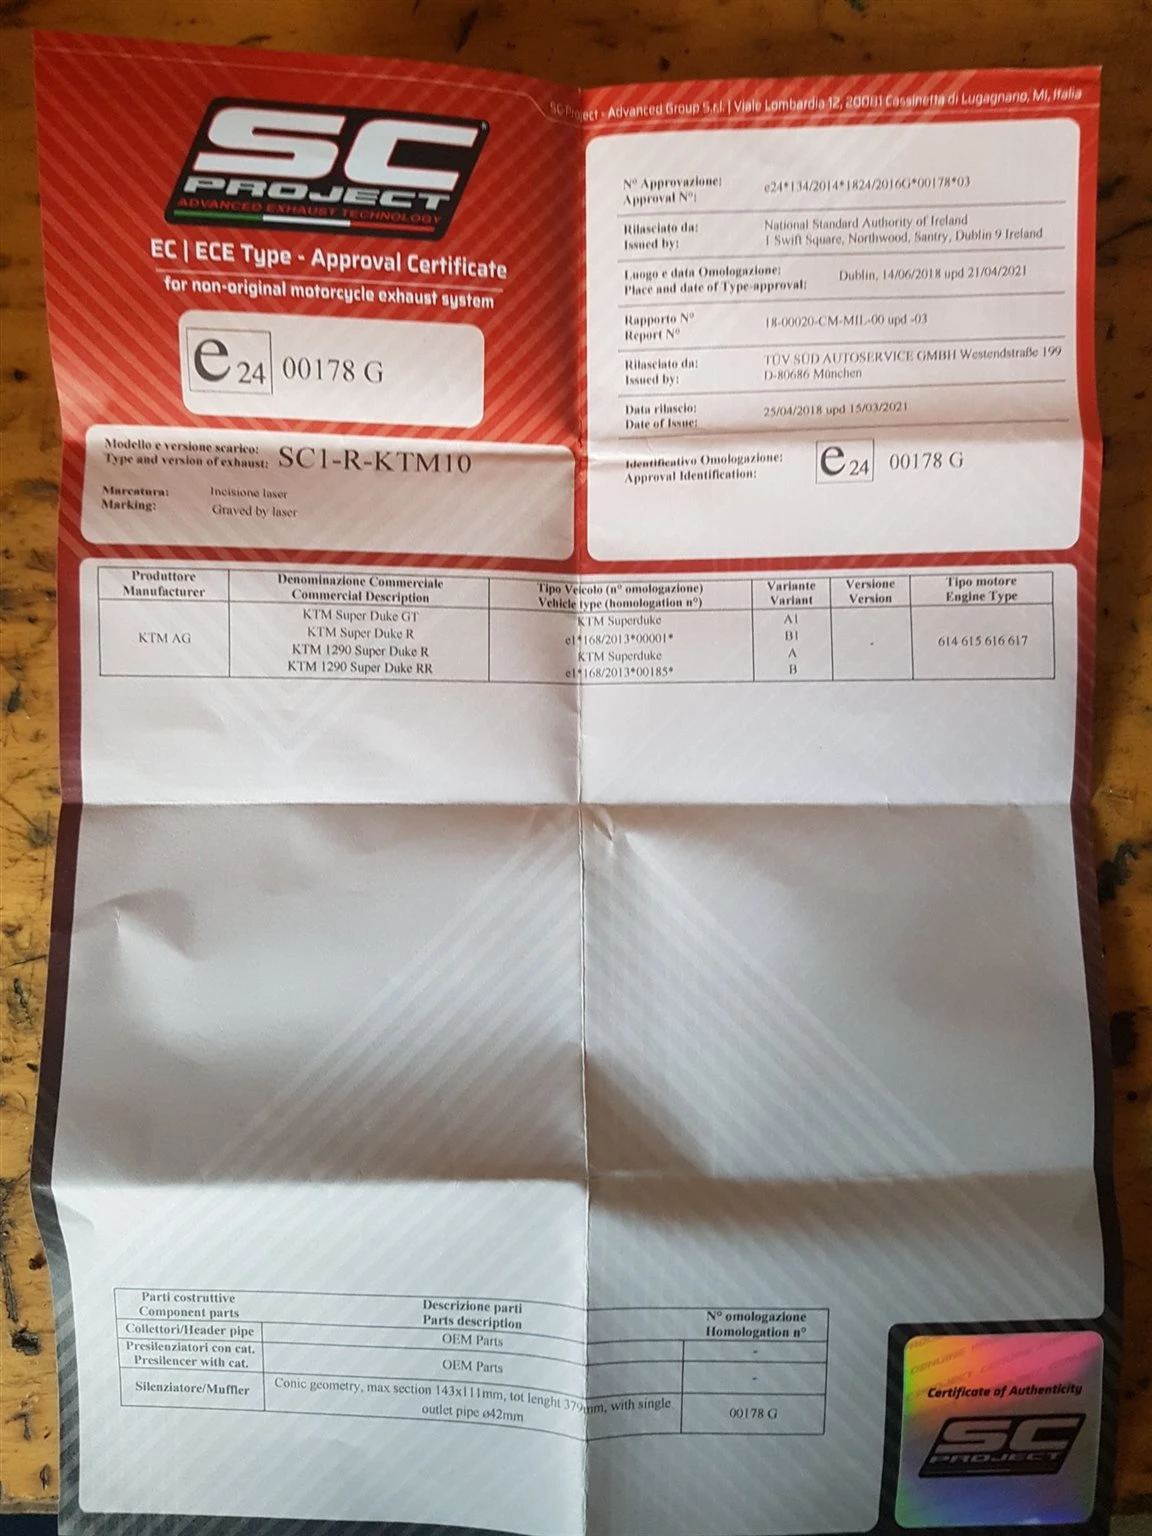 SC
PROJECT
ADVANCED EXHAUST TECHNOLOGY
EC | ECE Type - Approval Certificate
for non-original motorcycle exhaust system
e24 00178 G
Modello e versione scarico:
Type and version of exhaust: SC1-R-KTM10
Marcatura: Incisione laser
Marking: Graved by laser
SC Project - Advanced Group S.r.l. | Viale Lombardia 12, 20081 Cassinetta di Lugagnano, MI, Italia
N° Approvazione:
Approval N°: e24*134/2014*1824/2016G*00178*03
Rilasciato da: National Standard Authority of Ireland
Issued by: 1 Swift Square, Northwood, Santry, Dublin 9 Ireland
Luogo e data Omologazione:
Place and date of Type-approval: Dublin, 14/06/2018 upd 21/04/2021
Rapporto N° 18-00020-CM-MIL-00 upd -03
Report N°
Rilasciato da: TÜV SÜD AUTOSERVICE GMBH Westendstraße 199
Issued by: D-80686 München
Data rilascio: 25/04/2018 upd 15/03/2021
Date of Issue:
Identificativo Omologazione:
Approval Identification: e24 00178 G
Produttore Denominazione Commerciale Tipo Veicolo (n° omologazione) Variante Versione Tipo motore
Manufacturer Commercial Description Vehicle type (homologation n°) Variant Version Engine Type
KTM Super Duke GT KTM Superduke A1
KTM AG KTM Super Duke R e1*168/2013*00001* B1 - 614 615 616 617
KTM 1290 Super Duke R KTM Superduke A
KTM 1290 Super Duke RR e1*168/2013*00185* B
Parti costruttive Descrizione parti N° omologazione
Component parts Parts description Homologation n°
Collettori/Header pipe OEM Parts -
Presilenziatori con cat.
Presilencer with cat. OEM Parts -
Silenziatore/Muffler Conic geometry, max section 143x111mm, tot lenght 379mm, with single
outlet pipe ø42mm 00178 G
Certificate of Authenticity
SC
PROJECT